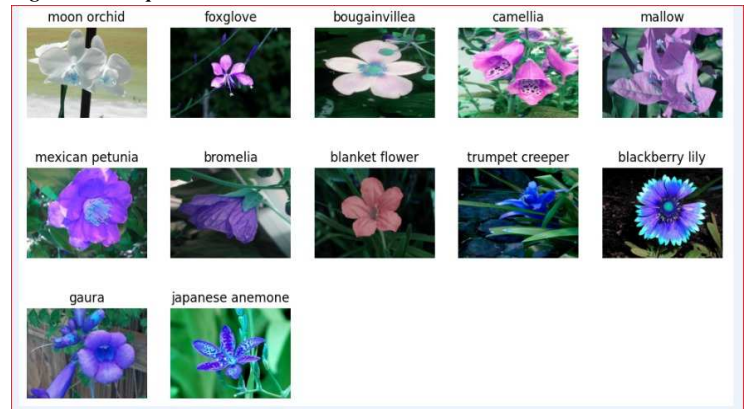 moon orchid foxglove bougainvillea camellia mallow
mexican petunia bromelia blanket flower trumpet creeper blackberry lily
gaura japanese anemone